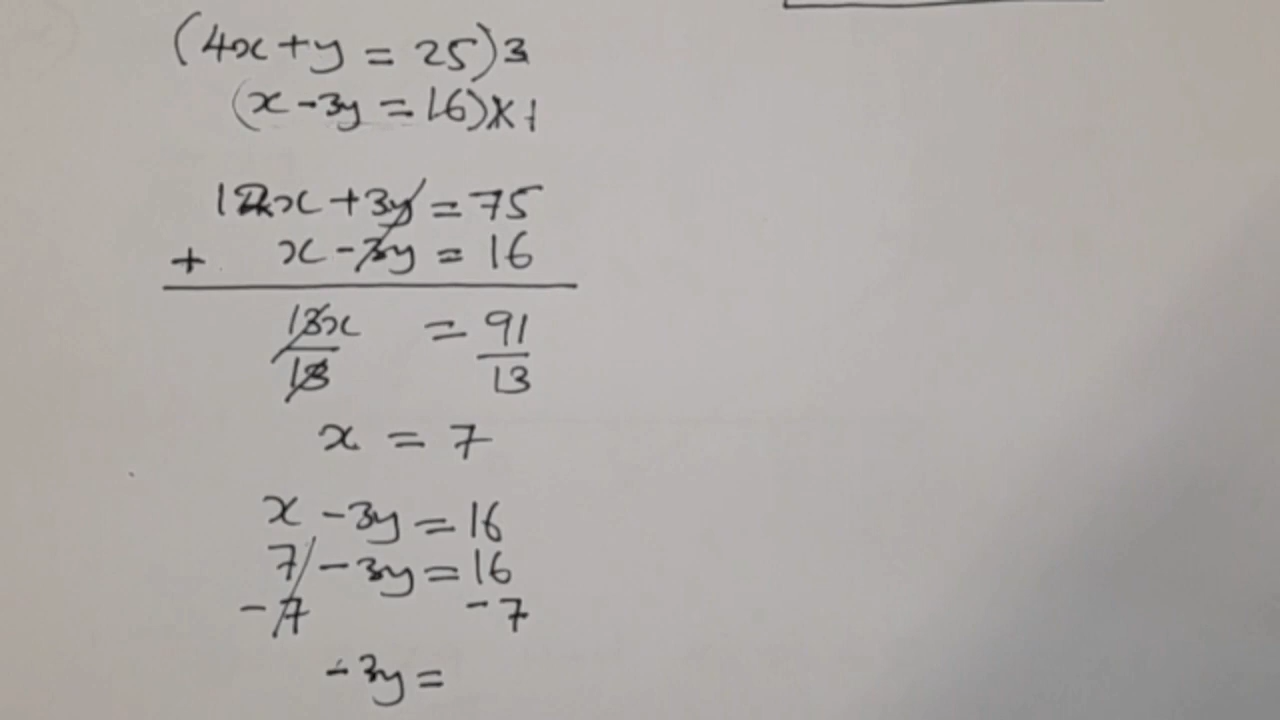 (4x + y = 25)3
(x - 3y = 16)x1
12x + 3y = 75
+ x - 3y = 16
13x = 91
13 13
x = 7
x - 3y = 16
7 - 3y = 16
-7 -7
-3y =